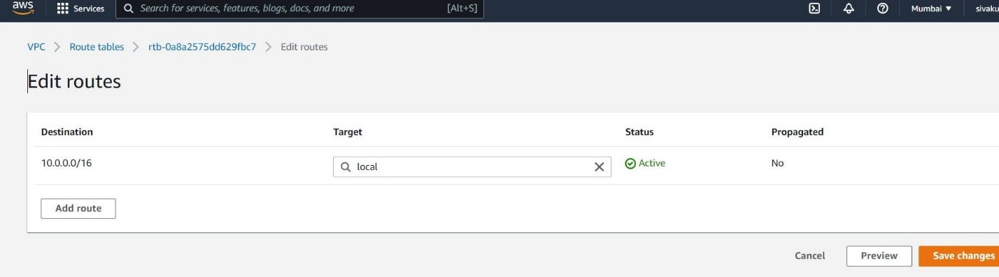 aws Services Search for services, features, blogs, docs, and more [Alt+S] Mumbai ▼ sivaku
VPC > Route tables > rtb-0a8a2575dd629fbc7 > Edit routes
Edit routes
Destination Target Status Propagated
10.0.0.0/16 local Active No
Add route
Cancel Preview Save changes